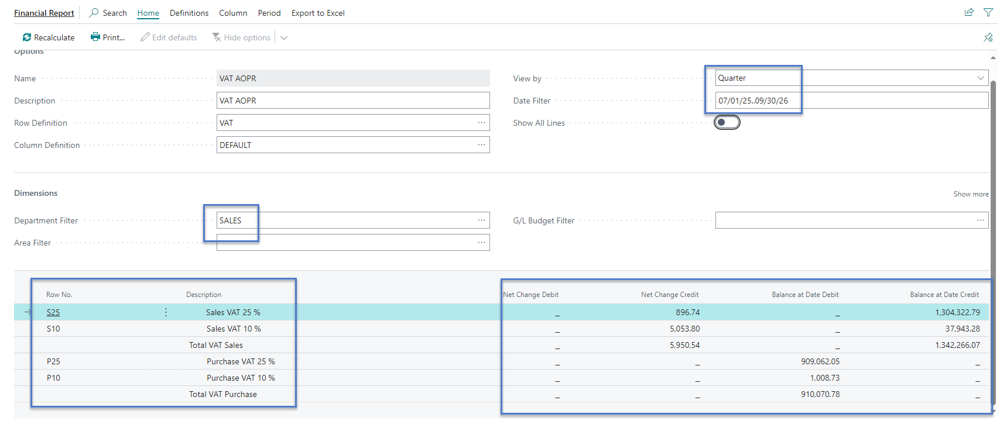 Financial Report Search Home Definitions Column Period Export to Excel
Recalculate Print... Edit defaults Hide options
Options
Name VAT AOPR View by Quarter
Description VAT AOPR Date Filter 07/01/25..09/30/26
Row Definition VAT ... Show All Lines
Column Definition DEFAULT ...
Dimensions
Show more
Department Filter SALES ... G/L Budget Filter ...
Area Filter ...
Row No. Description Net Change Debit Net Change Credit Balance at Date Debit Balance at Date Credit
S25 Sales VAT 25 % _ 896.74 _ 1,304,322.79
S10 Sales VAT 10 % _ 5,053.80 _ 37,943.28
Total VAT Sales _ 5,950.54 _ 1,342,266.07
P25 Purchase VAT 25 % _ _ 909,062.05 _
P10 Purchase VAT 10 % _ _ 1,008.73 _
Total VAT Purchase _ _ 910,070.78 _